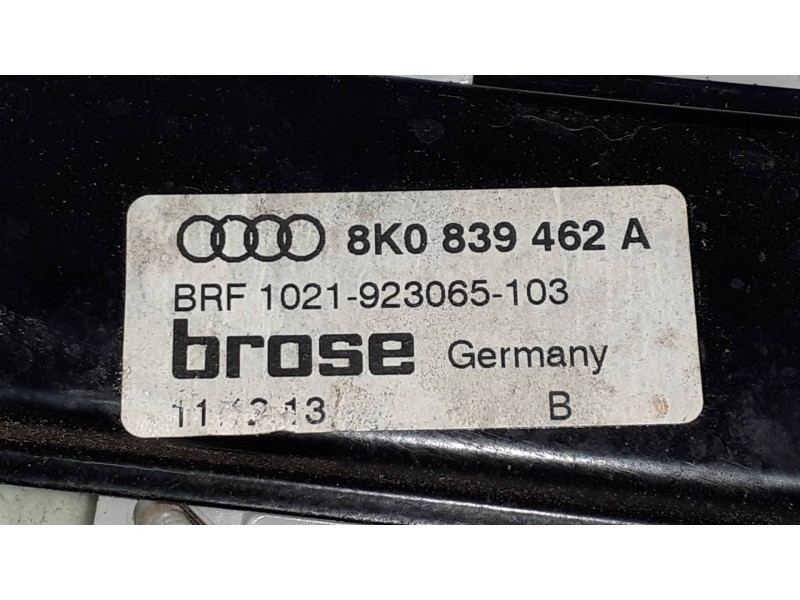 8K0 839 462 A
BRF 1021-923065-103
brose Germany
B